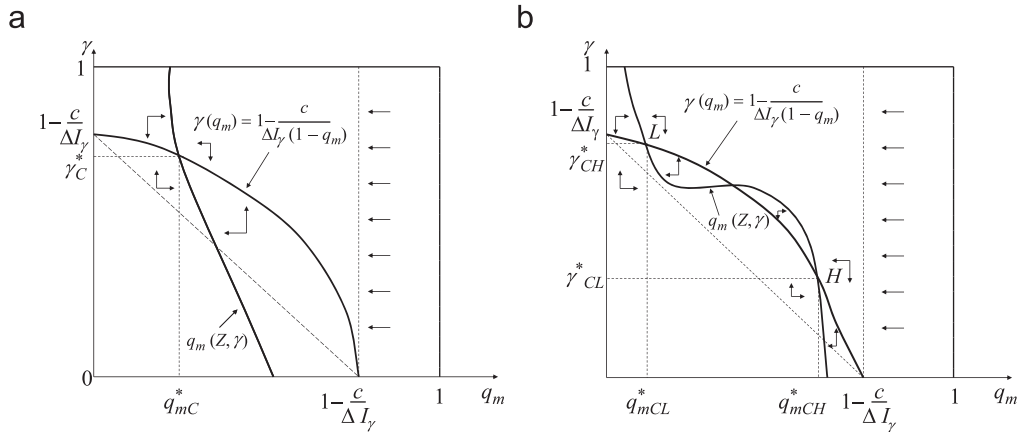 a
γ
1
1 − c/ΔI_γ
γ*_C
γ(q_m) = 1 − c/ΔI_γ(1 − q_m)
q_m (Z, γ)
0
q*_mC
1 − c/ΔI_γ
1
q_m
b
γ
1
1 − c/ΔI_γ
γ*_CH
L
γ(q_m) = 1 − c/ΔI_γ(1 − q_m)
q_m (Z, γ)
γ*_CL
H
q*_mCL
q*_mCH
1 − c/ΔI_γ
1
q_m